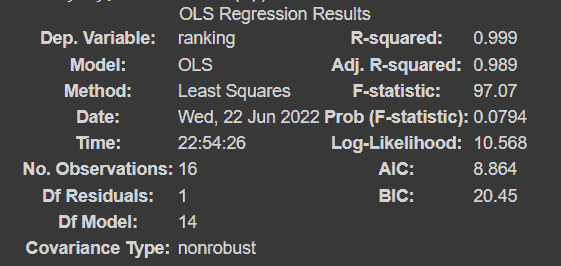 OLS Regression Results
Dep. Variable: ranking R-squared: 0.999
Model: OLS Adj. R-squared: 0.989
Method: Least Squares F-statistic: 97.07
Date: Wed, 22 Jun 2022 Prob (F-statistic): 0.0794
Time: 22:54:26 Log-Likelihood: 10.568
No. Observations: 16 AIC: 8.864
Df Residuals: 1 BIC: 20.45
Df Model: 14
Covariance Type: nonrobust